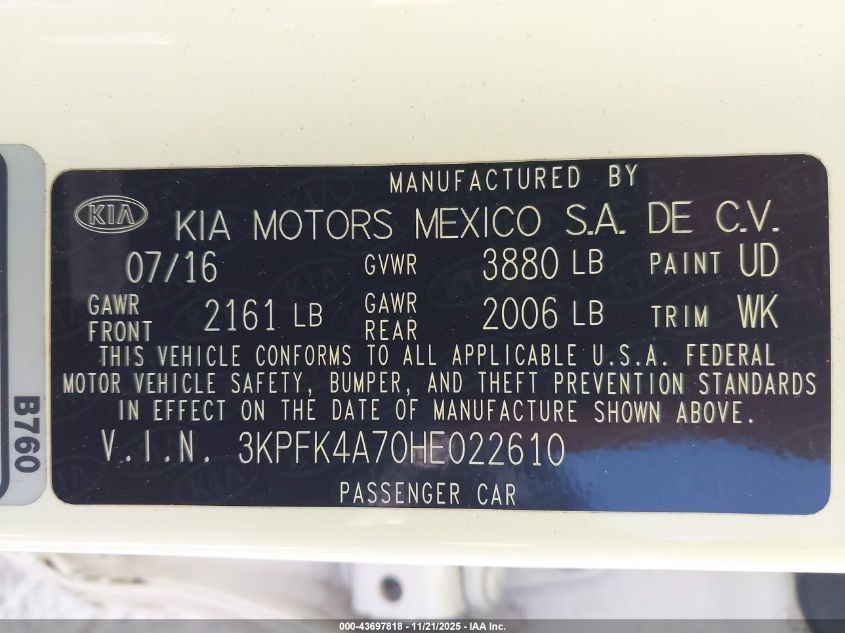 MANUFACTURED BY
KIA KIA MOTORS MEXICO S.A. DE C.V.
07/16 GVWR 3880 LB PAINT UD
GAWR FRONT 2161 LB GAWR REAR 2006 LB TRIM WK
THIS VEHICLE CONFORMS TO ALL APPLICABLE U.S.A. FEDERAL
MOTOR VEHICLE SAFETY, BUMPER, AND THEFT PREVENTION STANDARDS
IN EFFECT ON THE DATE OF MANUFACTURE SHOWN ABOVE.
V.I.N. 3KPFK4A70HE022610
PASSENGER CAR
B760
000-43697818 - 11/21/2025 - IAA Inc.